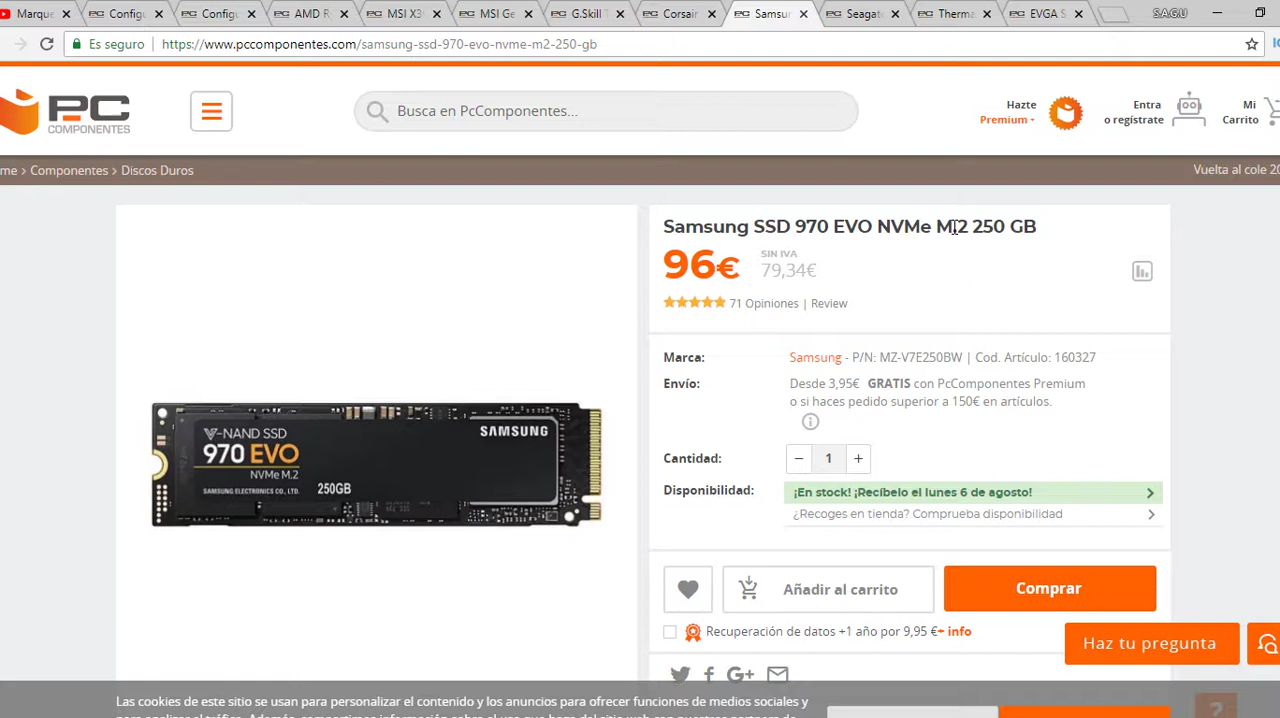 Marque
Configu
Configu
AMD R
MSI X3
MSI Ge
G.Skill T
Corsair
Samsur
Seagate
Therma
EVGA S
S.A.G.U
Es seguro
https://www.pccomponentes.com/samsung-ssd-970-evo-nvme-m2-250-gb
PC COMPONENTES
Busca en PcComponentes...
Hazte Premium
Entra o regístrate
Mi Carrito
ome > Componentes > Discos Duros
Vuelta al cole 20
Samsung SSD 970 EVO NVMe M.2 250 GB
96€
SIN IVA
79,34€
71 Opiniones | Review
Marca: Samsung - P/N: MZ-V7E250BW | Cod. Artículo: 160327
Envío: Desde 3,95€ GRATIS con PcComponentes Premium
o si haces pedido superior a 150€ en artículos.
Cantidad: − 1 +
Disponibilidad: ¡En stock! ¡Recíbelo el lunes 6 de agosto!
¿Recoges en tienda? Comprueba disponibilidad
V-NAND SSD
970 EVO
NVMe M.2
SAMSUNG ELECTRONICS CO., LTD.
250GB
SAMSUNG
Añadir al carrito
Comprar
Recuperación de datos +1 año por 9,95 €+ info
Haz tu pregunta
G+
?
Las cookies de este sitio se usan para personalizar el contenido y los anuncios para ofrecer funciones de medios sociales y